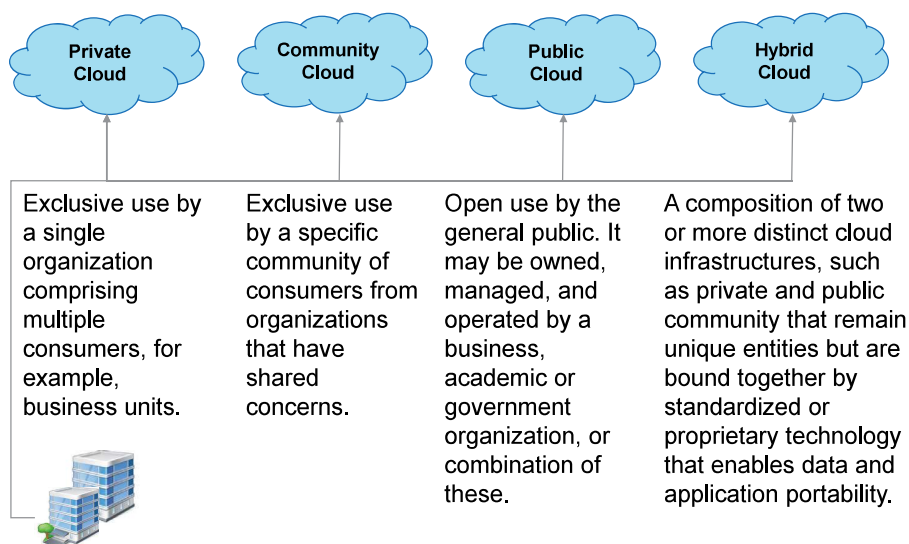 Private
Cloud
Community
Cloud
Public
Cloud
Hybrid
Cloud
Exclusive use by
a single
organization
comprising
multiple
consumers, for
example,
business units.
Exclusive use
by a specific
community of
consumers from
organizations
that have
shared
concerns.
Open use by the
general public. It
may be owned,
managed, and
operated by a
business,
academic or
government
organization, or
combination of
these.
A composition of two
or more distinct cloud
infrastructures, such
as private and public
community that remain
unique entities but are
bound together by
standardized or
proprietary technology
that enables data and
application portability.